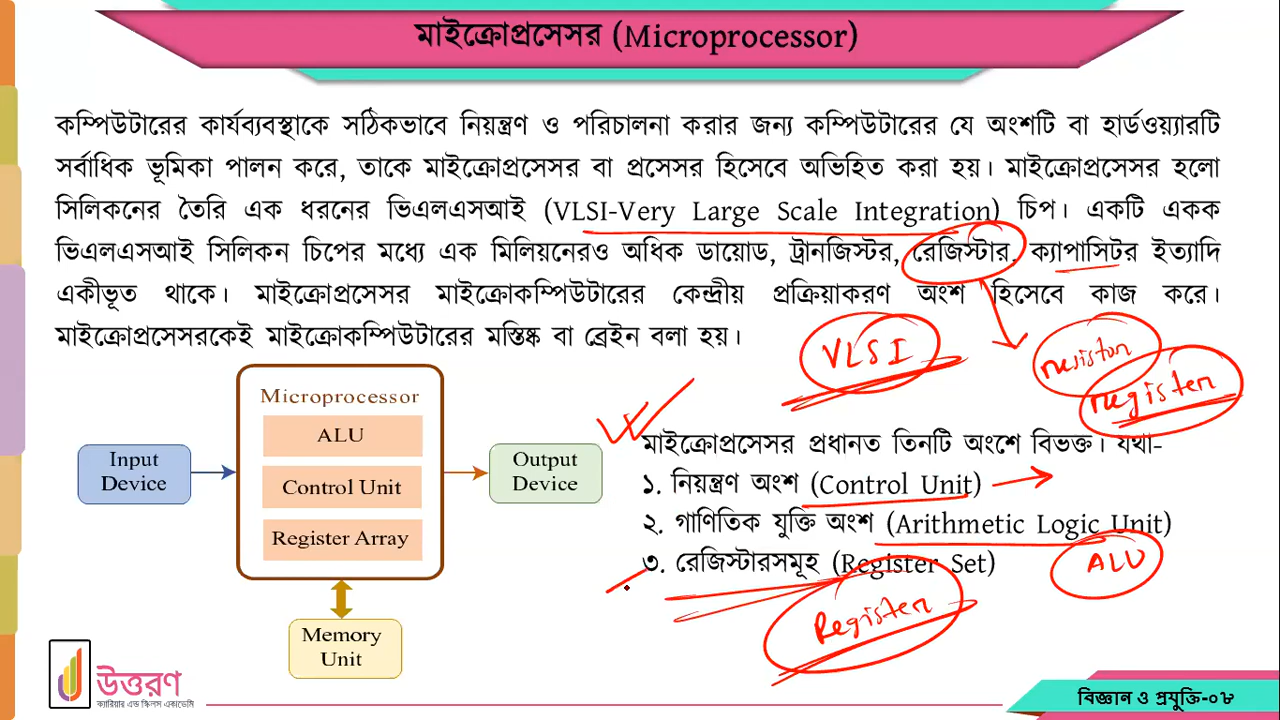 মাইক্রোপ্রসেসর (Microprocessor)
কম্পিউটারের কার্যব্যবস্থাকে সঠিকভাবে নিয়ন্ত্রণ ও পরিচালনা করার জন্য কম্পিউটারের যে অংশটি বা হার্ডওয়্যারটি
সর্বাধিক ভূমিকা পালন করে, তাকে মাইক্রোপ্রসেসর বা প্রসেসর হিসেবে অভিহিত করা হয়। মাইক্রোপ্রসেসর হলো
সিলিকনের তৈরি এক ধরনের ভিএলএসআই (VLSI-Very Large Scale Integration) চিপ। একটি একক
ভিএলএসআই সিলিকন চিপের মধ্যে এক মিলিয়নেরও অধিক ডায়োড, ট্রানজিস্টর, রেজিস্টার, ক্যাপাসিটর ইত্যাদি
একীভূত থাকে। মাইক্রোপ্রসেসর মাইক্রোকম্পিউটারের কেন্দ্রীয় প্রক্রিয়াকরণ অংশ হিসেবে কাজ করে।
মাইক্রোপ্রসেসরকেই মাইক্রোকম্পিউটারের মস্তিষ্ক বা ব্রেইন বলা হয়।
VLSI
resistor
register
Microprocessor
ALU
Control Unit
Register Array
Input
Device
Output
Device
Memory
Unit
মাইক্রোপ্রসেসর প্রধানত তিনটি অংশে বিভক্ত। যথা-
১. নিয়ন্ত্রণ অংশ (Control Unit)
২. গাণিতিক যুক্তি অংশ (Arithmetic Logic Unit)
৩. রেজিস্টারসমূহ (Register Set)
ALU
Register
উত্তরণ
ক্যারিয়ার এন্ড স্কিলস একাডেমি
বিজ্ঞান ও প্রযুক্তি-০৮